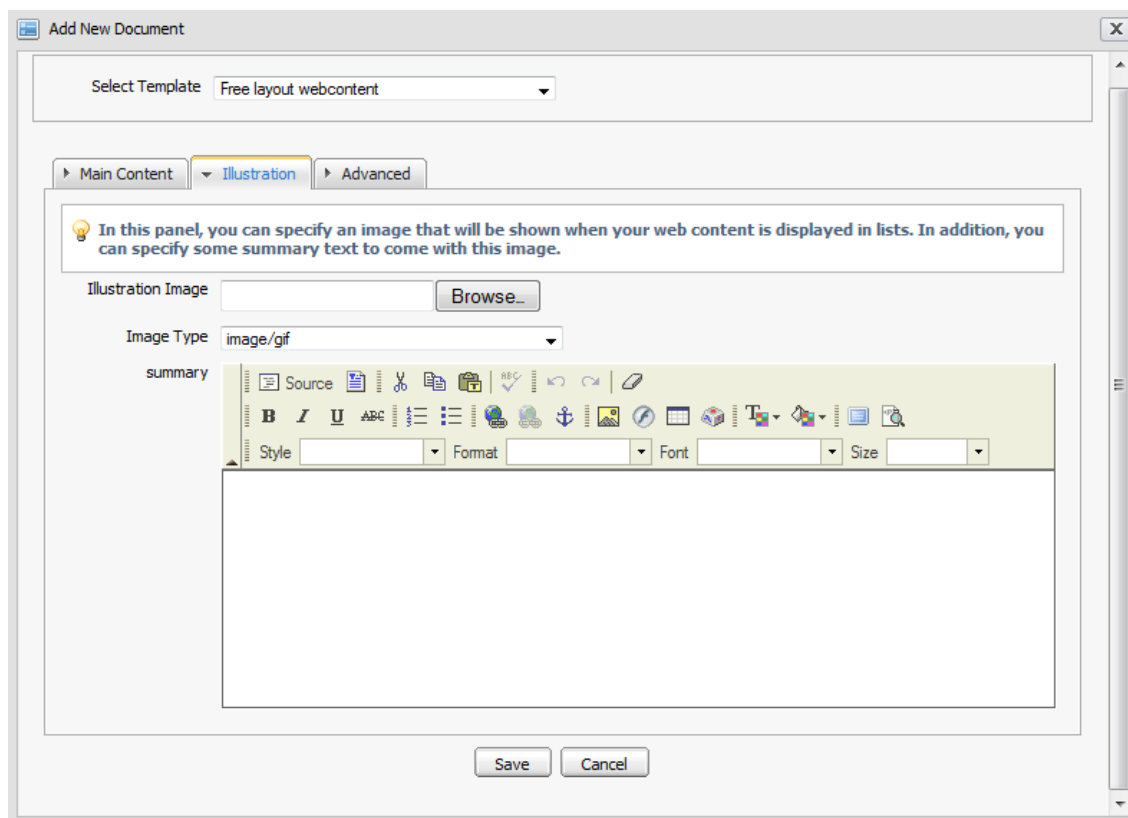 Add New Document
X
Select Template Free layout webcontent
Main Content Illustration Advanced
In this panel, you can specify an image that will be shown when your web content is displayed in lists. In addition, you
can specify some summary text to come with this image.
Illustration Image Browse...
Image Type image/gif
summary
Source ABC
B I U ABC
Style Format Font Size
Save Cancel